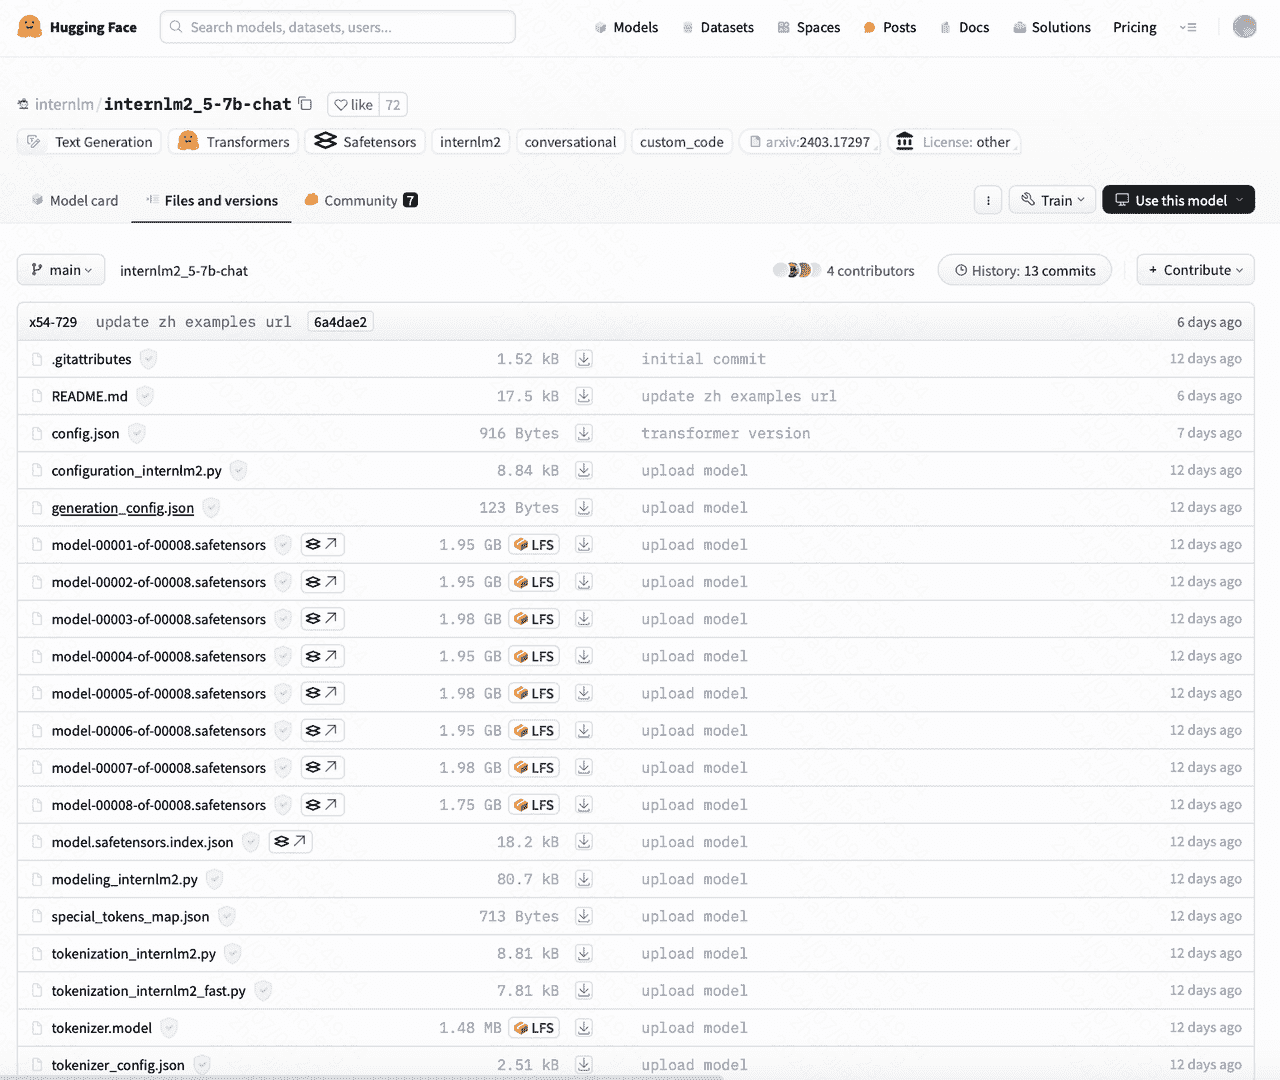 Hugging Face Search models, datasets, users... Models Datasets Spaces Posts Docs Solutions Pricing
internlm/internlm2_5-7b-chat like 72
Text Generation Transformers Safetensors internlm2 conversational custom_code arxiv:2403.17297 License: other
Model card Files and versions Community 7 Train Use this model
main internlm2_5-7b-chat 4 contributors History: 13 commits + Contribute
x54-729 update zh examples url 6a4dae2 6 days ago
.gitattributes 1.52 kB initial commit 12 days ago
README.md 17.5 kB update zh examples url 6 days ago
config.json 916 Bytes transformer version 7 days ago
configuration_internlm2.py 8.84 kB upload model 12 days ago
generation_config.json 123 Bytes upload model 12 days ago
model-00001-of-00008.safetensors 1.95 GB LFS upload model 12 days ago
model-00002-of-00008.safetensors 1.95 GB LFS upload model 12 days ago
model-00003-of-00008.safetensors 1.98 GB LFS upload model 12 days ago
model-00004-of-00008.safetensors 1.95 GB LFS upload model 12 days ago
model-00005-of-00008.safetensors 1.98 GB LFS upload model 12 days ago
model-00006-of-00008.safetensors 1.95 GB LFS upload model 12 days ago
model-00007-of-00008.safetensors 1.98 GB LFS upload model 12 days ago
model-00008-of-00008.safetensors 1.75 GB LFS upload model 12 days ago
model.safetensors.index.json 18.2 kB upload model 12 days ago
modeling_internlm2.py 80.7 kB upload model 12 days ago
special_tokens_map.json 713 Bytes upload model 12 days ago
tokenization_internlm2.py 8.81 kB upload model 12 days ago
tokenization_internlm2_fast.py 7.81 kB upload model 12 days ago
tokenizer.model 1.48 MB LFS upload model 12 days ago
tokenizer_config.json 2.51 kB upload model 12 days ago